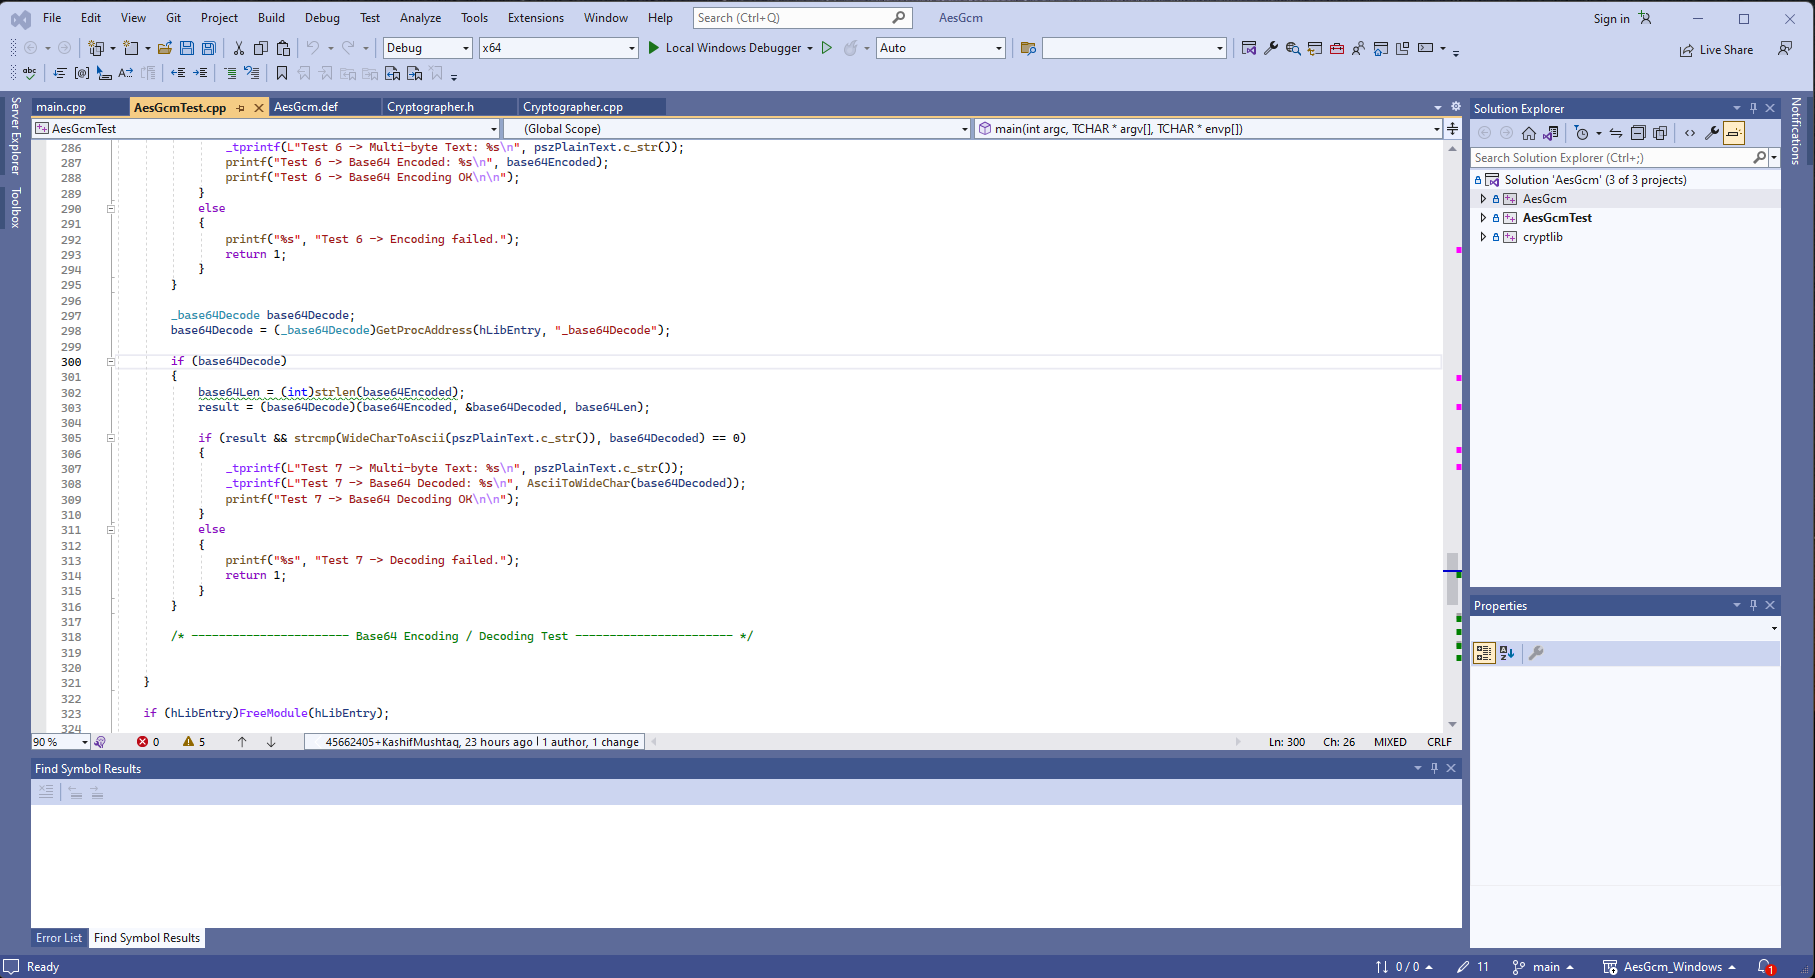 File Edit View Git Project Build Debug Test Analyze Tools Extensions Window Help Search (Ctrl+Q) AesGcm Sign in
Debug x64 Local Windows Debugger Auto Live Share
Server Explorer
Toolbox
main.cpp AesGcmTest.cpp AesGcm.def Cryptographer.h Cryptographer.cpp
AesGcmTest (Global Scope) main(int argc, TCHAR * argv[], TCHAR * envp[])
286 _tprintf(L"Test 6 -> Multi-byte Text: %s\n", pszPlainText.c_str());
287 printf("Test 6 -> Base64 Encoded: %s\n", base64Encoded);
288 printf("Test 6 -> Base64 Encoding OK\n\n");
289 }
290 else
291 {
292 printf("%s", "Test 6 -> Encoding failed.");
293 return 1;
294 }
295 }
296
297 _base64Decode base64Decode;
298 base64Decode = (_base64Decode)GetProcAddress(hLibEntry, "_base64Decode");
299
300 if (base64Decode)
301 {
302 base64Len = (int)strlen(base64Encoded);
303 result = (base64Decode)(base64Encoded, &base64Decoded, base64Len);
304
305 if (result && strcmp(WideCharToAscii(pszPlainText.c_str()), base64Decoded) == 0)
306 {
307 _tprintf(L"Test 7 -> Multi-byte Text: %s\n", pszPlainText.c_str());
308 _tprintf(L"Test 7 -> Base64 Decoded: %s\n", AsciiToWideChar(base64Decoded));
309 printf("Test 7 -> Base64 Decoding OK\n\n");
310 }
311 else
312 {
313 printf("%s", "Test 7 -> Decoding failed.");
314 return 1;
315 }
316 }
317
318 /* ----------------------- Base64 Encoding / Decoding Test ----------------------- */
319
320
321 }
322
323 if (hLibEntry)FreeModule(hLibEntry);
324
90 % 0 5 45662405+KashifMushtaq, 23 hours ago | 1 author, 1 change Ln: 300 Ch: 26 MIXED CRLF
Find Symbol Results
Error List Find Symbol Results
Solution Explorer
Search Solution Explorer (Ctrl+;)
Solution 'AesGcm' (3 of 3 projects)
AesGcm
AesGcmTest
cryptlib
Properties
Notifications
Ready 0 / 0 11 main AesGcm_Windows 1